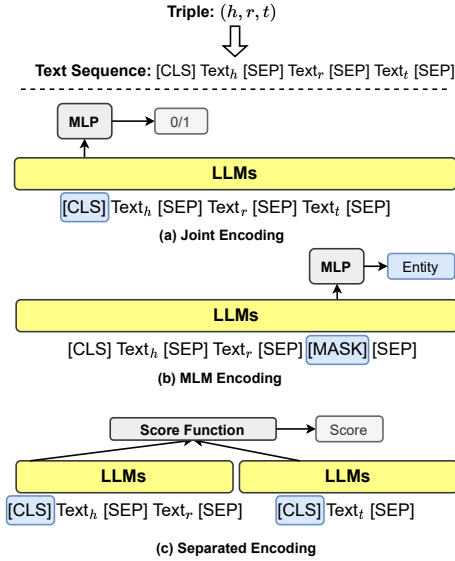 Triple: (h, r, t)
Text Sequence: [CLS] Text_h [SEP] Text_r [SEP] Text_t [SEP]
MLP
0/1
LLMs
[CLS] Text_h [SEP] Text_r [SEP] Text_t [SEP]
(a) Joint Encoding
MLP
Entity
LLMs
[CLS] Text_h [SEP] Text_r [SEP] [MASK] [SEP]
(b) MLM Encoding
Score Function
Score
LLMs
LLMs
[CLS] Text_h [SEP] Text_r [SEP]
[CLS] Text_t [SEP]
(c) Separated Encoding